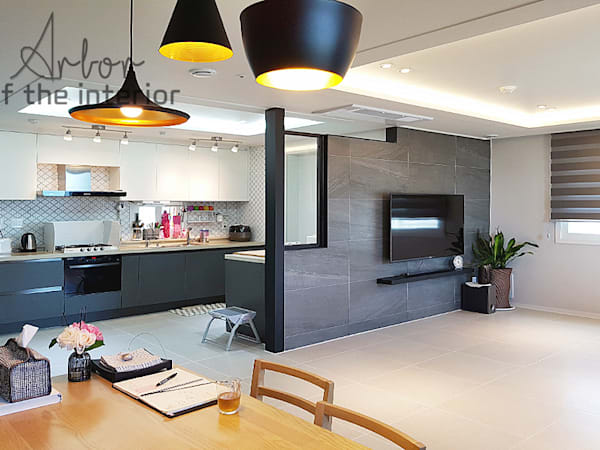 Arbor
f the interior